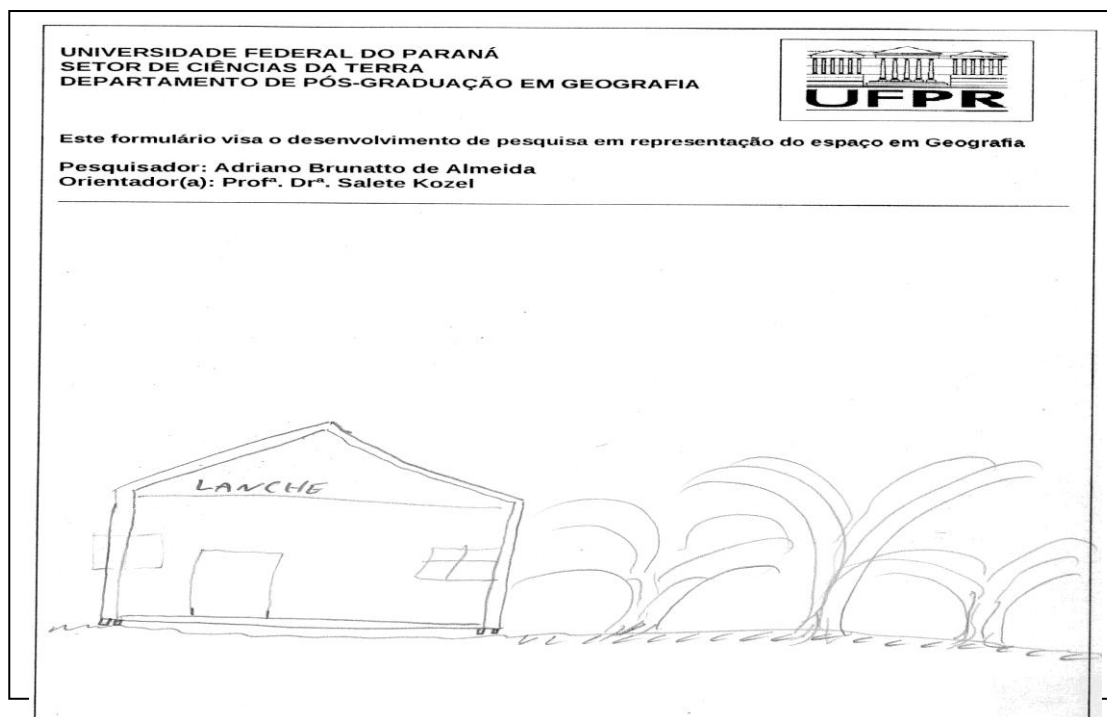 UNIVERSIDADE FEDERAL DO PARANÁ
SETOR DE CIÊNCIAS DA TERRA
DEPARTAMENTO DE PÓS-GRADUAÇÃO EM GEOGRAFIA
UFPR
Este formulário visa o desenvolvimento de pesquisa em representação do espaço em Geografia
Pesquisador: Adriano Brunatto de Almeida
Orientador(a): Profª. Drª. Salete Kozel
LANCHE